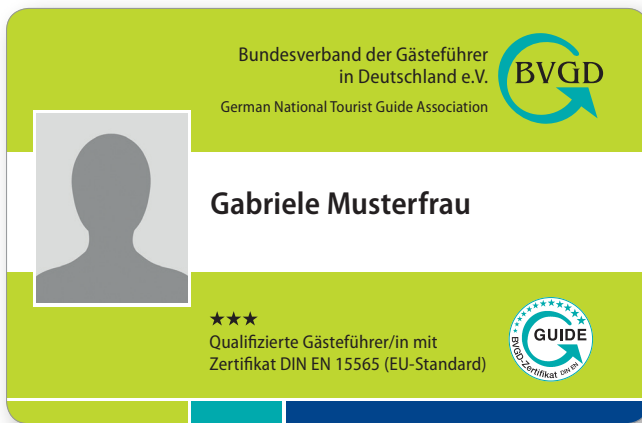 Bundesverband der Gästeführer
in Deutschland e.V.
German National Tourist Guide Association
BVGD
Gabriele Musterfrau
★★★
Qualifizierte Gästeführer/in mit
Zertifikat DIN EN 15565 (EU-Standard)
GUIDE
BVGD-Zertifikat DIN EN